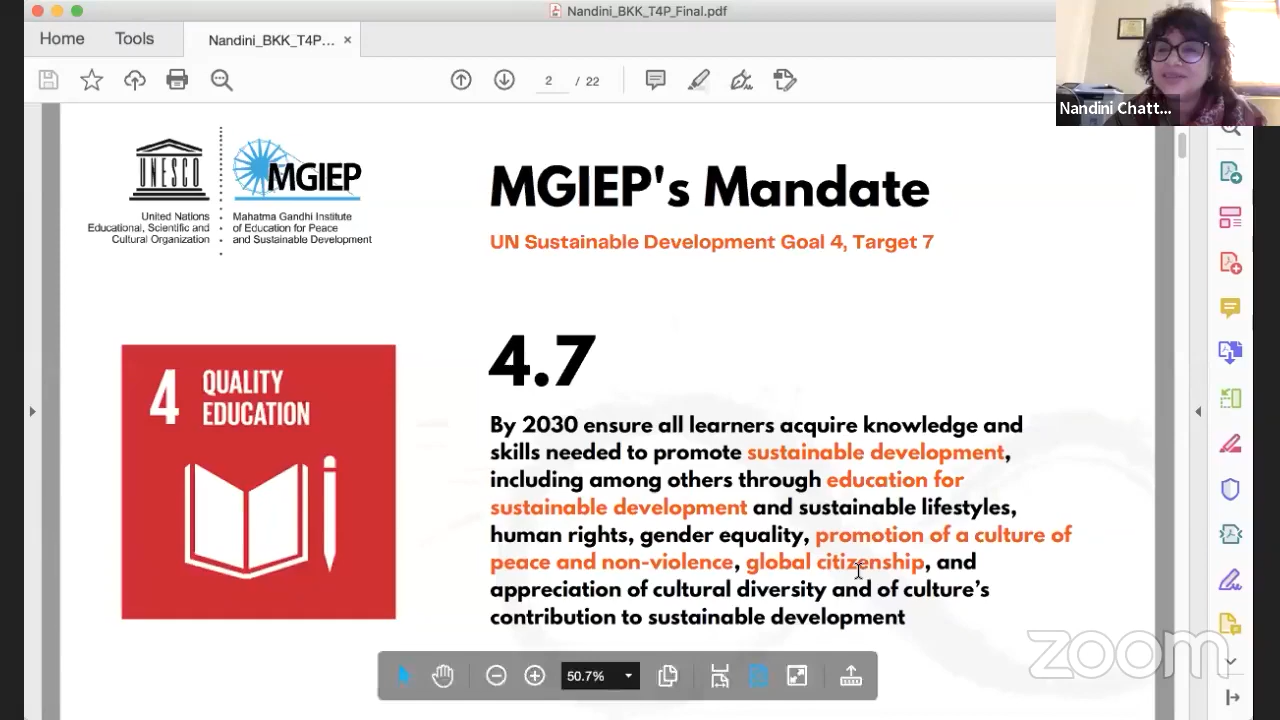 Nandini_BKK_T4P_Final.pdf
Home
Tools
Nandini_BKK_T4P... ×
2 / 22
Nandini Chatt...
UNESCO
MGIEP
United Nations
Educational, Scientific and
Cultural Organization
Mahatma Gandhi Institute
of Education for Peace
and Sustainable Development
MGIEP's Mandate
UN Sustainable Development Goal 4, Target 7
4 QUALITY
EDUCATION
4.7
By 2030 ensure all learners acquire knowledge and
skills needed to promote sustainable development,
including among others through education for
sustainable development and sustainable lifestyles,
human rights, gender equality, promotion of a culture of
peace and non-violence, global citizenship, and
appreciation of cultural diversity and of culture's
contribution to sustainable development
50.7%
zoom